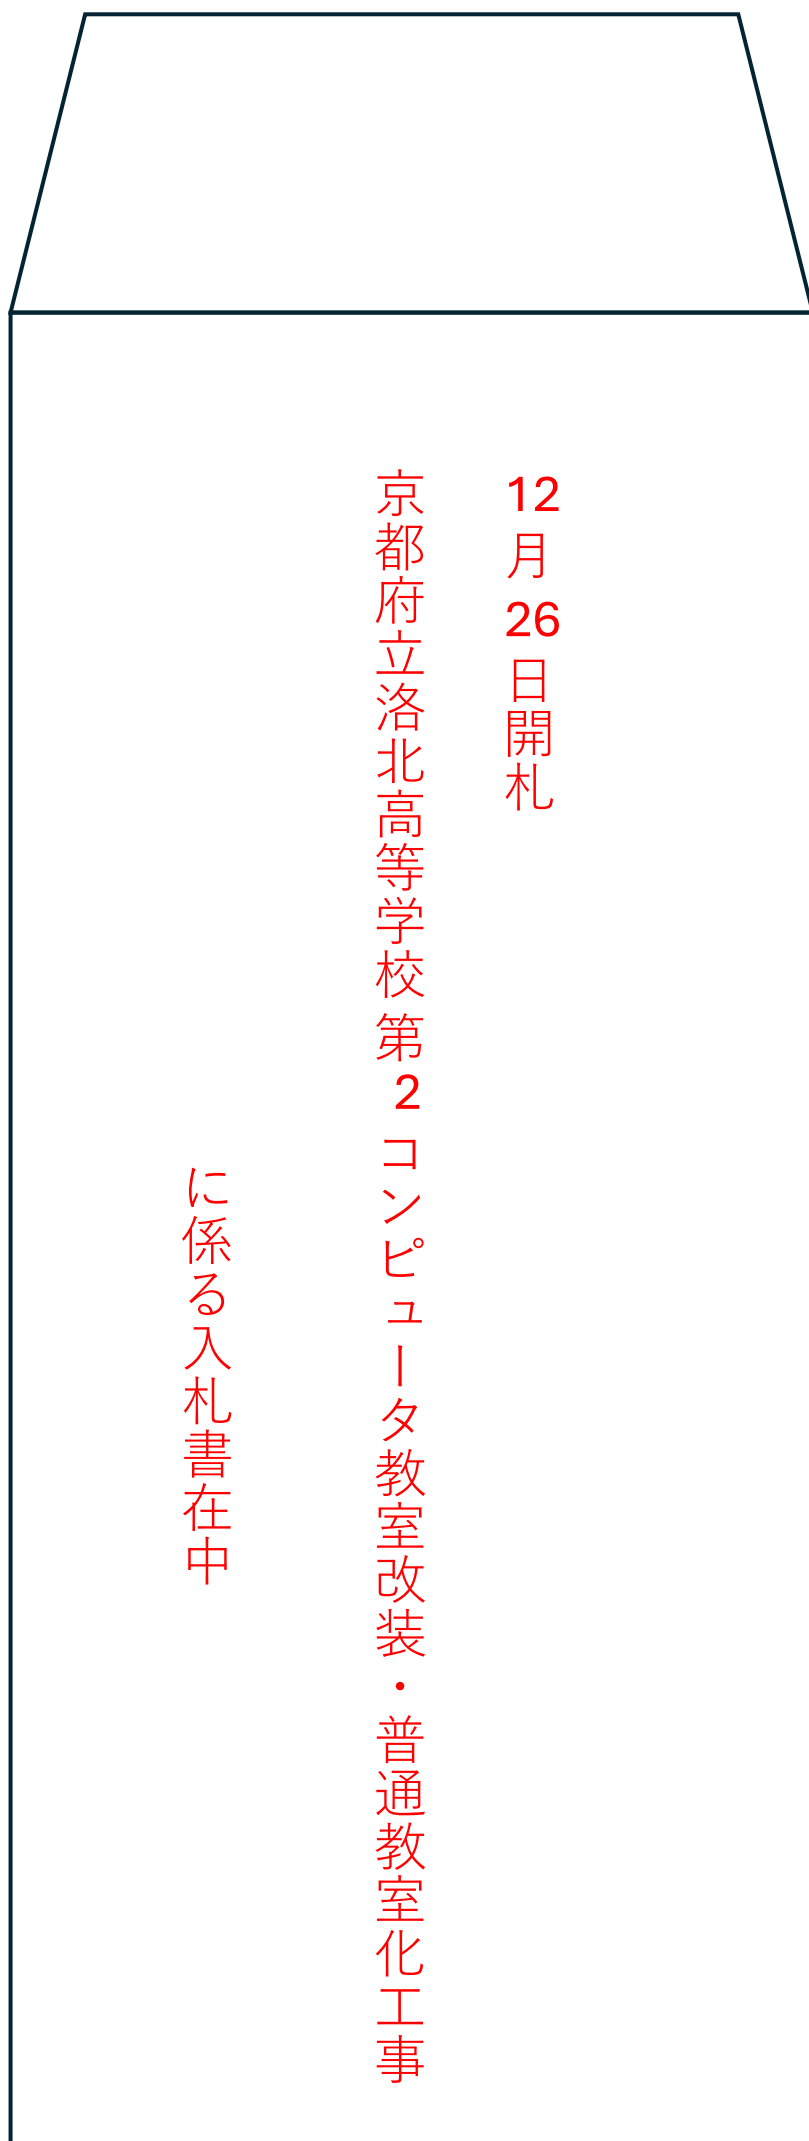 12月26日開札
京都府立洛北高等学校第2コンピュータ教室改装・普通教室化工事
に係る入札書在中